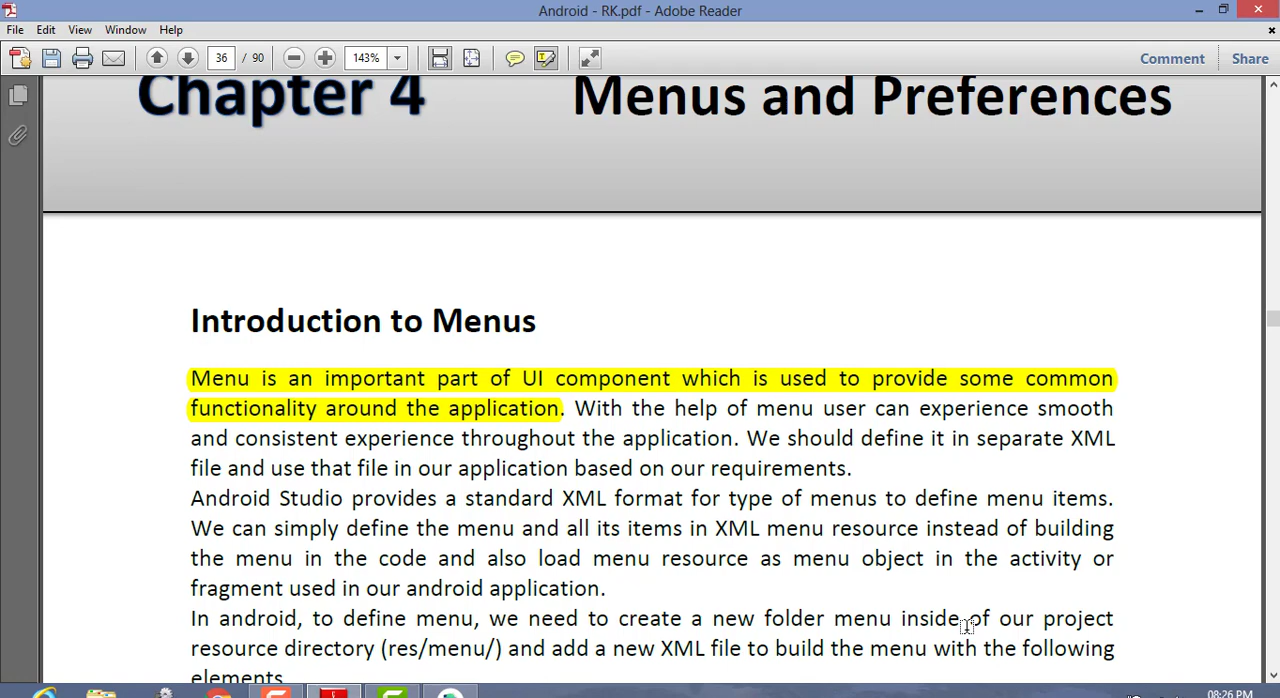 Android - RK.pdf - Adobe Reader
File Edit View Window Help
36 / 90 143% Comment Share
Chapter 4 Menus and Preferences
Introduction to Menus
Menu is an important part of UI component which is used to provide some common
functionality around the application. With the help of menu user can experience smooth
and consistent experience throughout the application. We should define it in separate XML
file and use that file in our application based on our requirements.
Android Studio provides a standard XML format for type of menus to define menu items.
We can simply define the menu and all its items in XML menu resource instead of building
the menu in the code and also load menu resource as menu object in the activity or
fragment used in our android application.
In android, to define menu, we need to create a new folder menu inside of our project
resource directory (res/menu/) and add a new XML file to build the menu with the following
elements.
08:26 PM